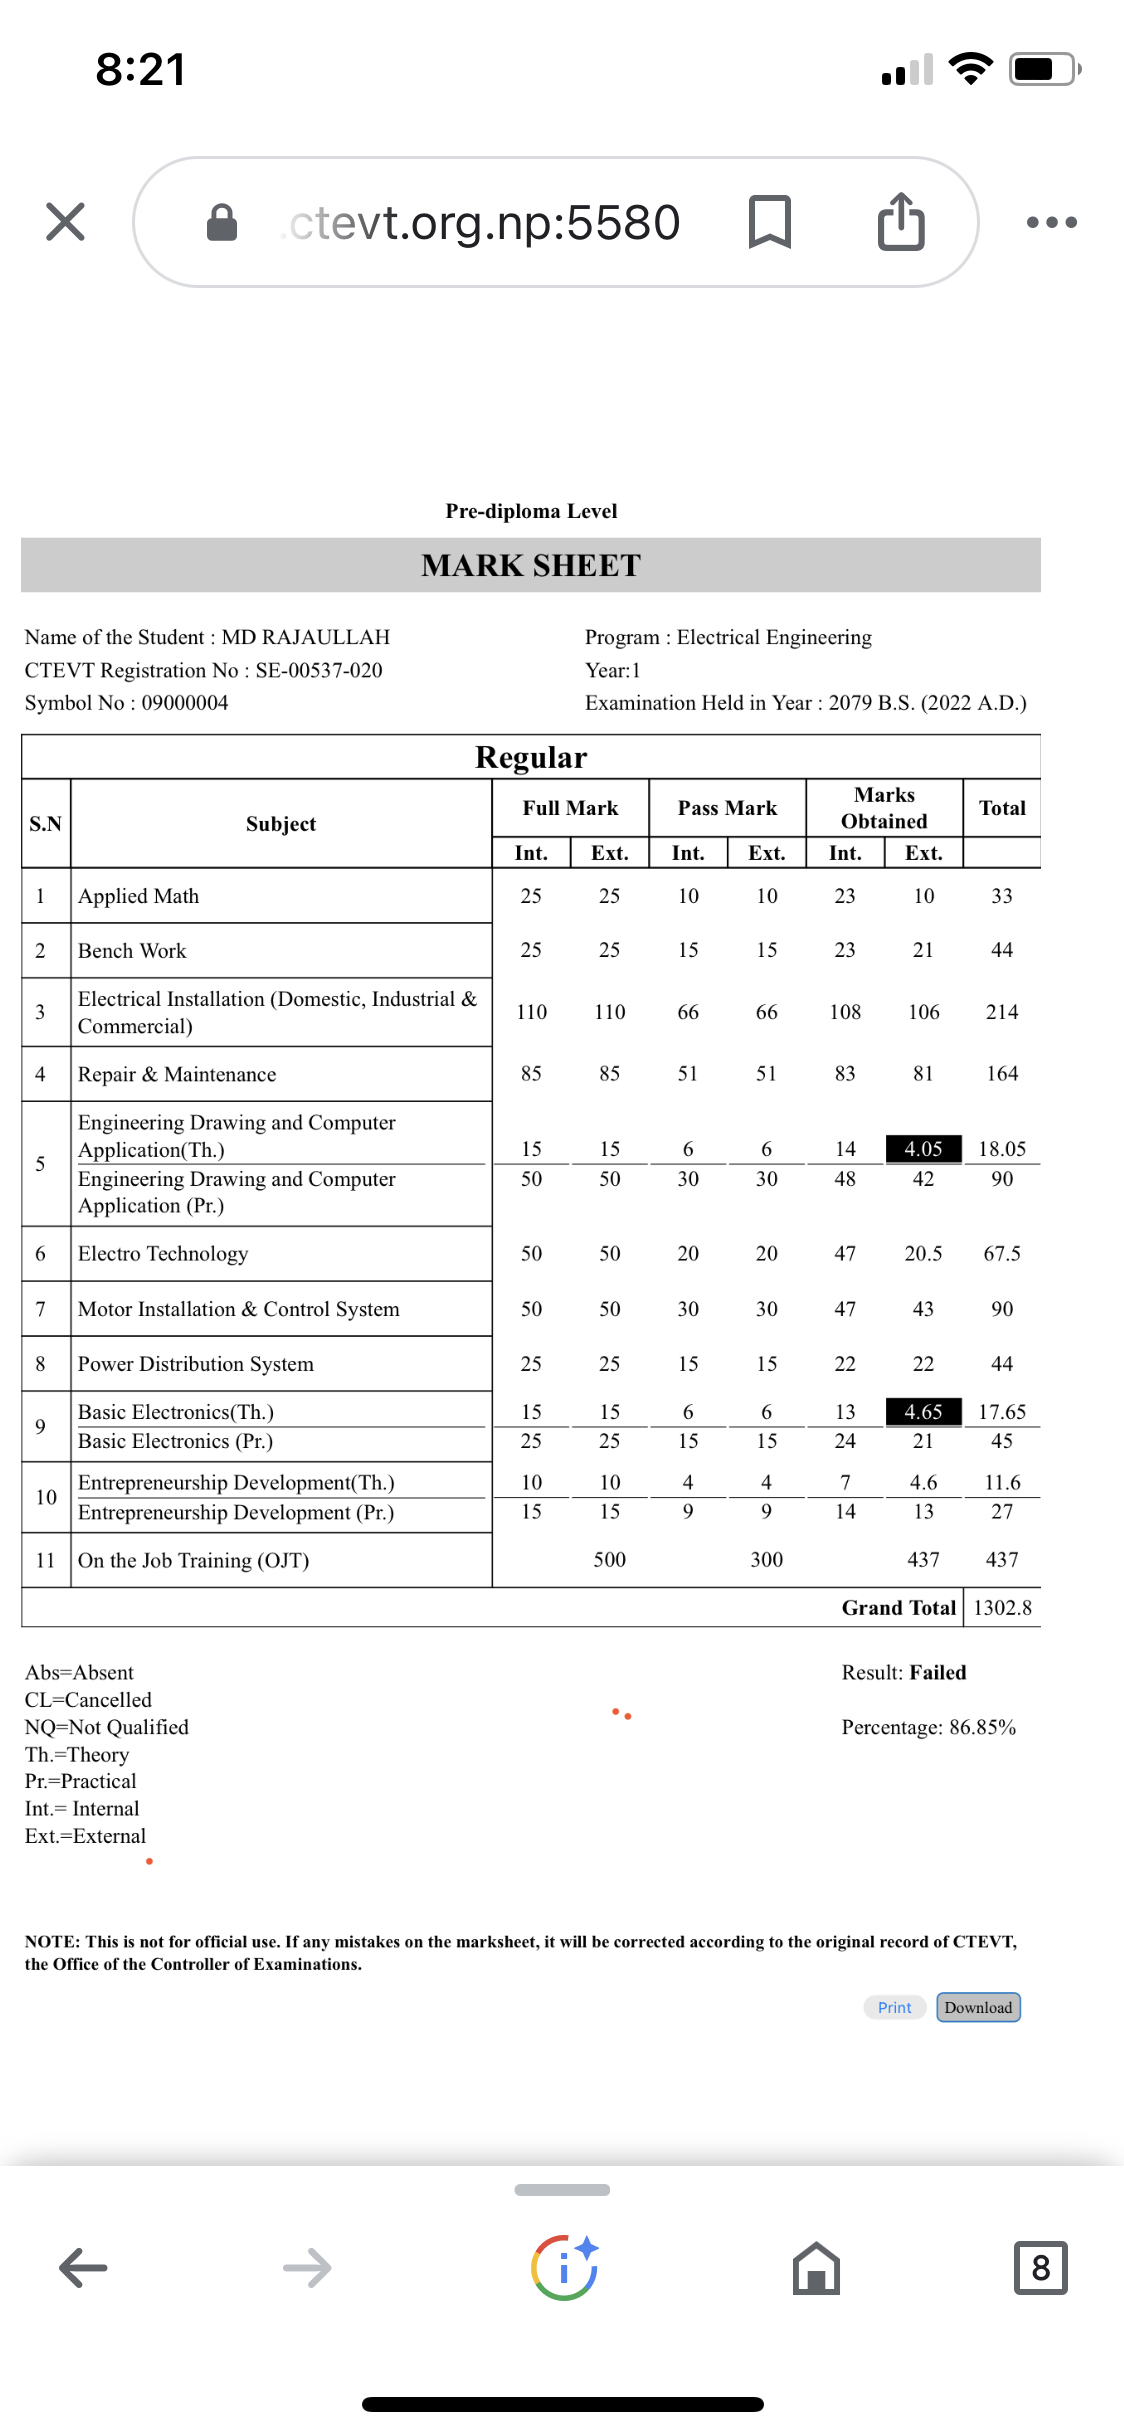 8:21
.ctevt.org.np:5580
Pre-diploma Level
MARK SHEET
Name of the Student : MD RAJAULLAH Program : Electrical Engineering
CTEVT Registration No : SE-00537-020 Year:1
Symbol No : 09000004 Examination Held in Year : 2079 B.S. (2022 A.D.)
Regular
S.N Subject Full Mark Pass Mark Marks Obtained Total
Int. Ext. Int. Ext. Int. Ext.
1 Applied Math 25 25 10 10 23 10 33
2 Bench Work 25 25 15 15 23 21 44
3 Electrical Installation (Domestic, Industrial & Commercial) 110 110 66 66 108 106 214
4 Repair & Maintenance 85 85 51 51 83 81 164
5 Engineering Drawing and Computer Application(Th.) 15 15 6 6 14 4.05 18.05
Engineering Drawing and Computer Application (Pr.) 50 50 30 30 48 42 90
6 Electro Technology 50 50 20 20 47 20.5 67.5
7 Motor Installation & Control System 50 50 30 30 47 43 90
8 Power Distribution System 25 25 15 15 22 22 44
9 Basic Electronics(Th.) 15 15 6 6 13 4.65 17.65
Basic Electronics (Pr.) 25 25 15 15 24 21 45
10 Entrepreneurship Development(Th.) 10 10 4 4 7 4.6 11.6
Entrepreneurship Development (Pr.) 15 15 9 9 14 13 27
11 On the Job Training (OJT) 500 300 437 437
Grand Total 1302.8
Abs=Absent Result: Failed
CL=Cancelled
NQ=Not Qualified Percentage: 86.85%
Th.=Theory
Pr.=Practical
Int.= Internal
Ext.=External
NOTE: This is not for official use. If any mistakes on the marksheet, it will be corrected according to the original record of CTEVT,
the Office of the Controller of Examinations.
Print Download
8